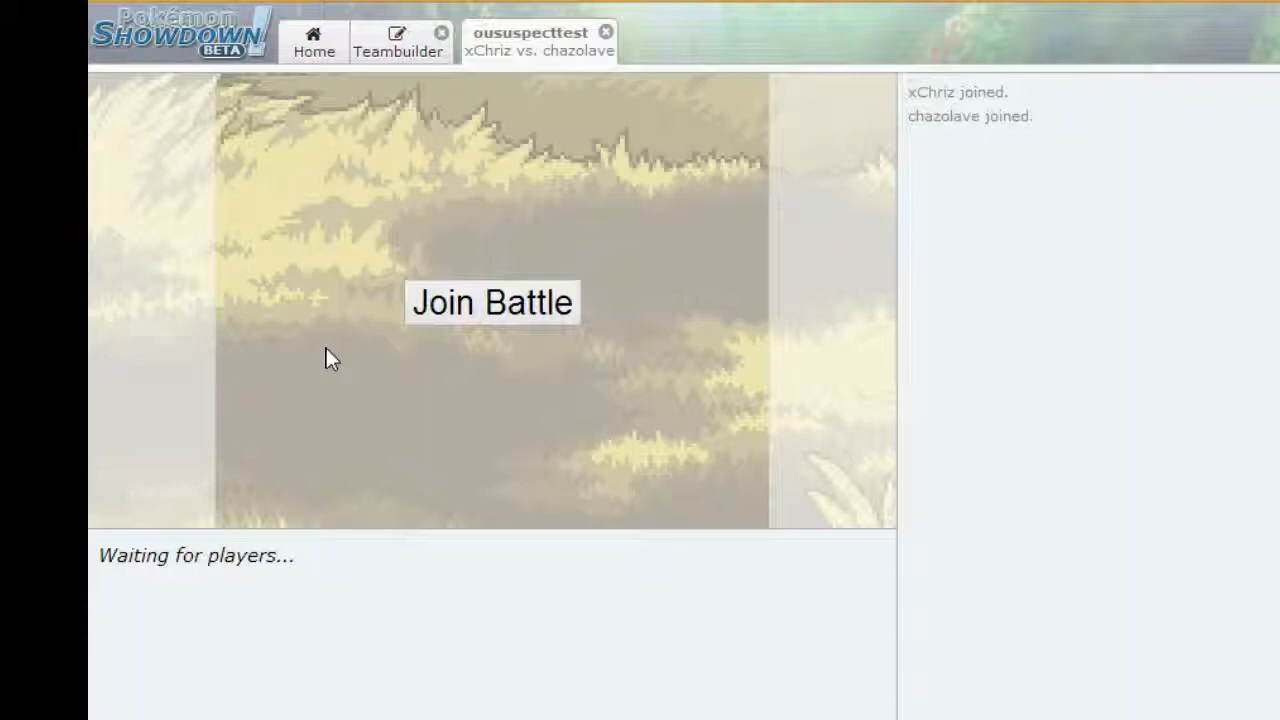 Pokémon
SHOWDOWN!
BETA
Home
Teambuilder
oususpecttest
xChriz vs. chazolave
xChriz joined.
chazolave joined.
Join Battle
Waiting for players...